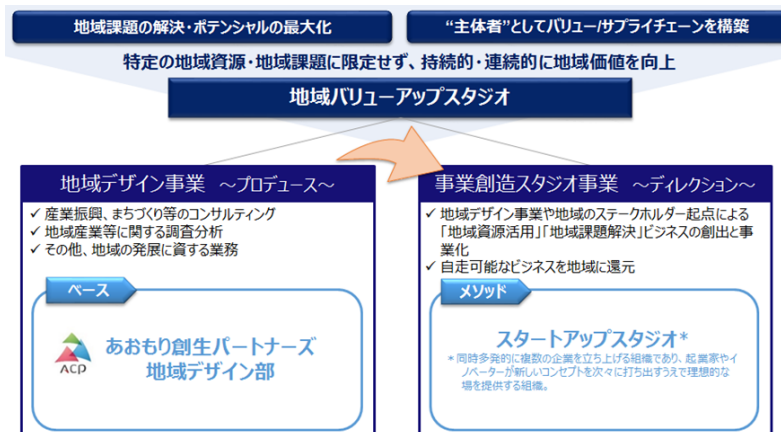 地域課題の解決・ポテンシャルの最大化
“主体者”としてバリュー/サプライチェーンを構築
特定の地域資源・地域課題に限定せず、持続的・連続的に地域価値を向上
地域バリューアップスタジオ
地域デザイン事業 ～プロデュース～
✓ 産業振興、まちづくり等のコンサルティング
✓ 地域産業等に関する調査分析
✓ その他、地域の発展に資する業務
ベース
ACP
あおもり創生パートナーズ
地域デザイン部
事業創造スタジオ事業 ～ディレクション～
✓ 地域デザイン事業や地域のステークホルダー起点による
「地域資源活用」「地域課題解決」ビジネスの創出と事
業化
✓ 自走可能なビジネスを地域に還元
メソッド
スタートアップスタジオ*
*同時多発的に複数の企業を立ち上げる組織であり、起業家やイ
ノベーターが新しいコンセプトを次々に打ち出すうえで理想的な
場を提供する組織。